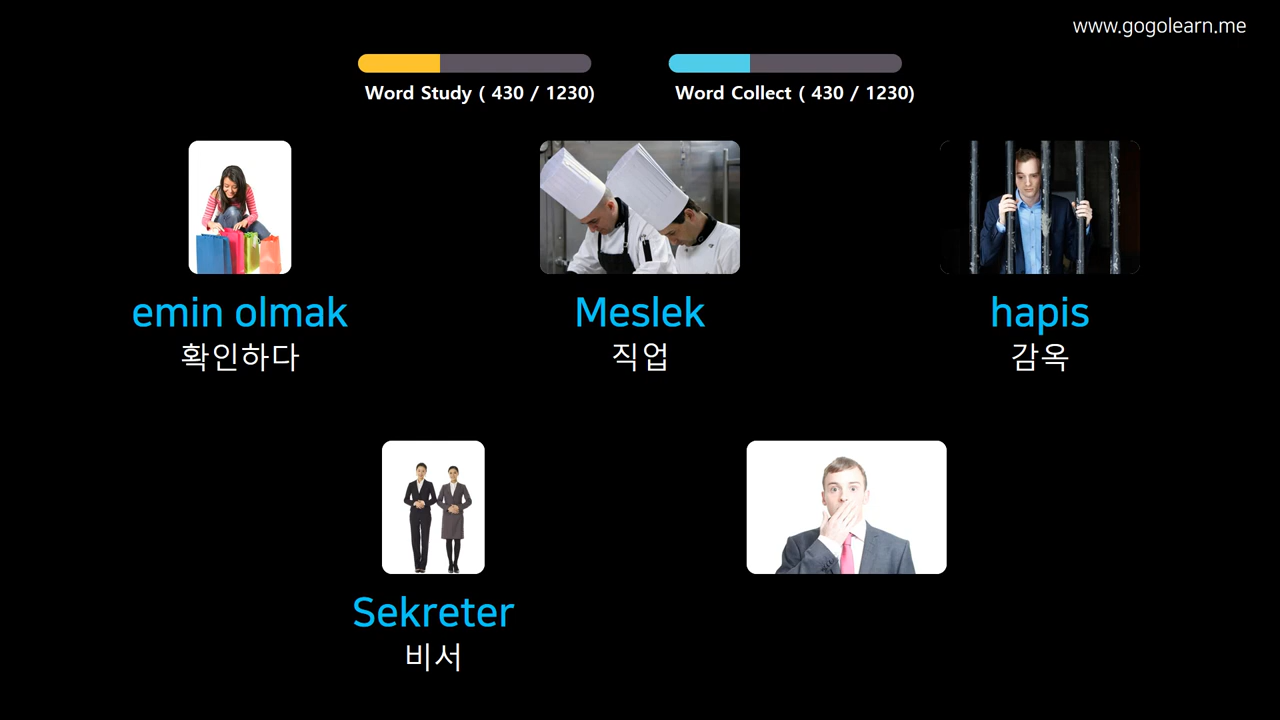 www.gogolearn.me
Word Study ( 430 / 1230)
Word Collect ( 430 / 1230)
emin olmak
확인하다
Meslek
직업
hapis
감옥
Sekreter
비서